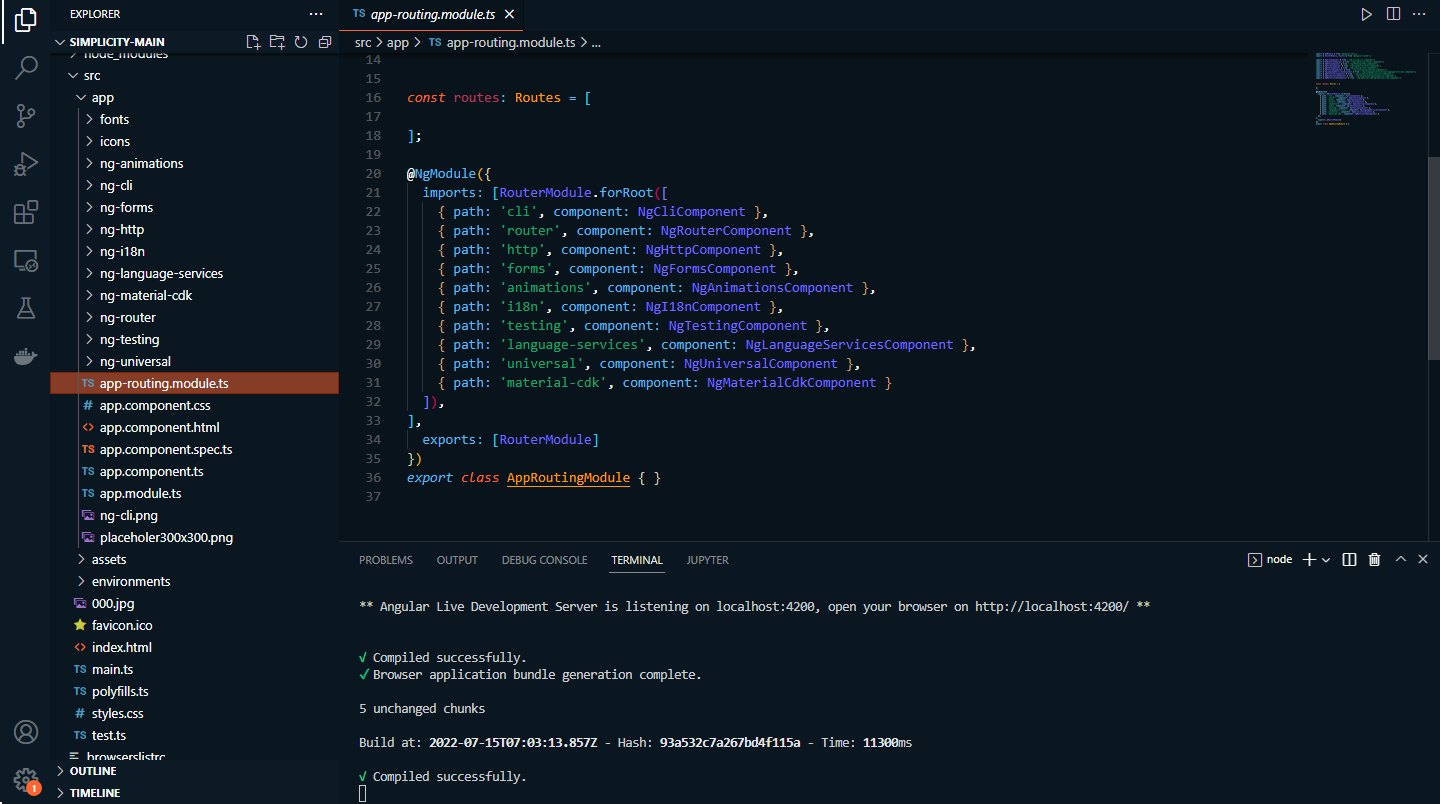 EXPLORER
SIMPLICITY-MAIN
node_modules
src
app
fonts
icons
ng-animations
ng-cli
ng-forms
ng-http
ng-i18n
ng-language-services
ng-material-cdk
ng-router
ng-testing
ng-universal
TS app-routing.module.ts
# app.component.css
<> app.component.html
TS app.component.spec.ts
TS app.component.ts
TS app.module.ts
ng-cli.png
placeholer300x300.png
assets
environments
000.jpg
favicon.ico
<> index.html
TS main.ts
TS polyfills.ts
# styles.css
TS test.ts
.browserslistrc
OUTLINE
TIMELINE
1
TS app-routing.module.ts
src > app > TS app-routing.module.ts > ...
14
15
16 const routes: Routes = [
17
18 ];
19
20 @NgModule({
21 imports: [RouterModule.forRoot([
22 { path: 'cli', component: NgCliComponent },
23 { path: 'router', component: NgRouterComponent },
24 { path: 'http', component: NgHttpComponent },
25 { path: 'forms', component: NgFormsComponent },
26 { path: 'animations', component: NgAnimationsComponent },
27 { path: 'i18n', component: NgI18nComponent },
28 { path: 'testing', component: NgTestingComponent },
29 { path: 'language-services', component: NgLanguageServicesComponent },
30 { path: 'universal', component: NgUniversalComponent },
31 { path: 'material-cdk', component: NgMaterialCdkComponent }
32 ]),
33 ],
34 exports: [RouterModule]
35 })
36 export class AppRoutingModule { }
37
PROBLEMS OUTPUT DEBUG CONSOLE TERMINAL JUPYTER
node
** Angular Live Development Server is listening on localhost:4200, open your browser on http://localhost:4200/ **
√ Compiled successfully.
✔ Browser application bundle generation complete.
5 unchanged chunks
Build at: 2022-07-15T07:03:13.857Z - Hash: 93a532c7a267bd4f115a - Time: 11300ms
√ Compiled successfully.